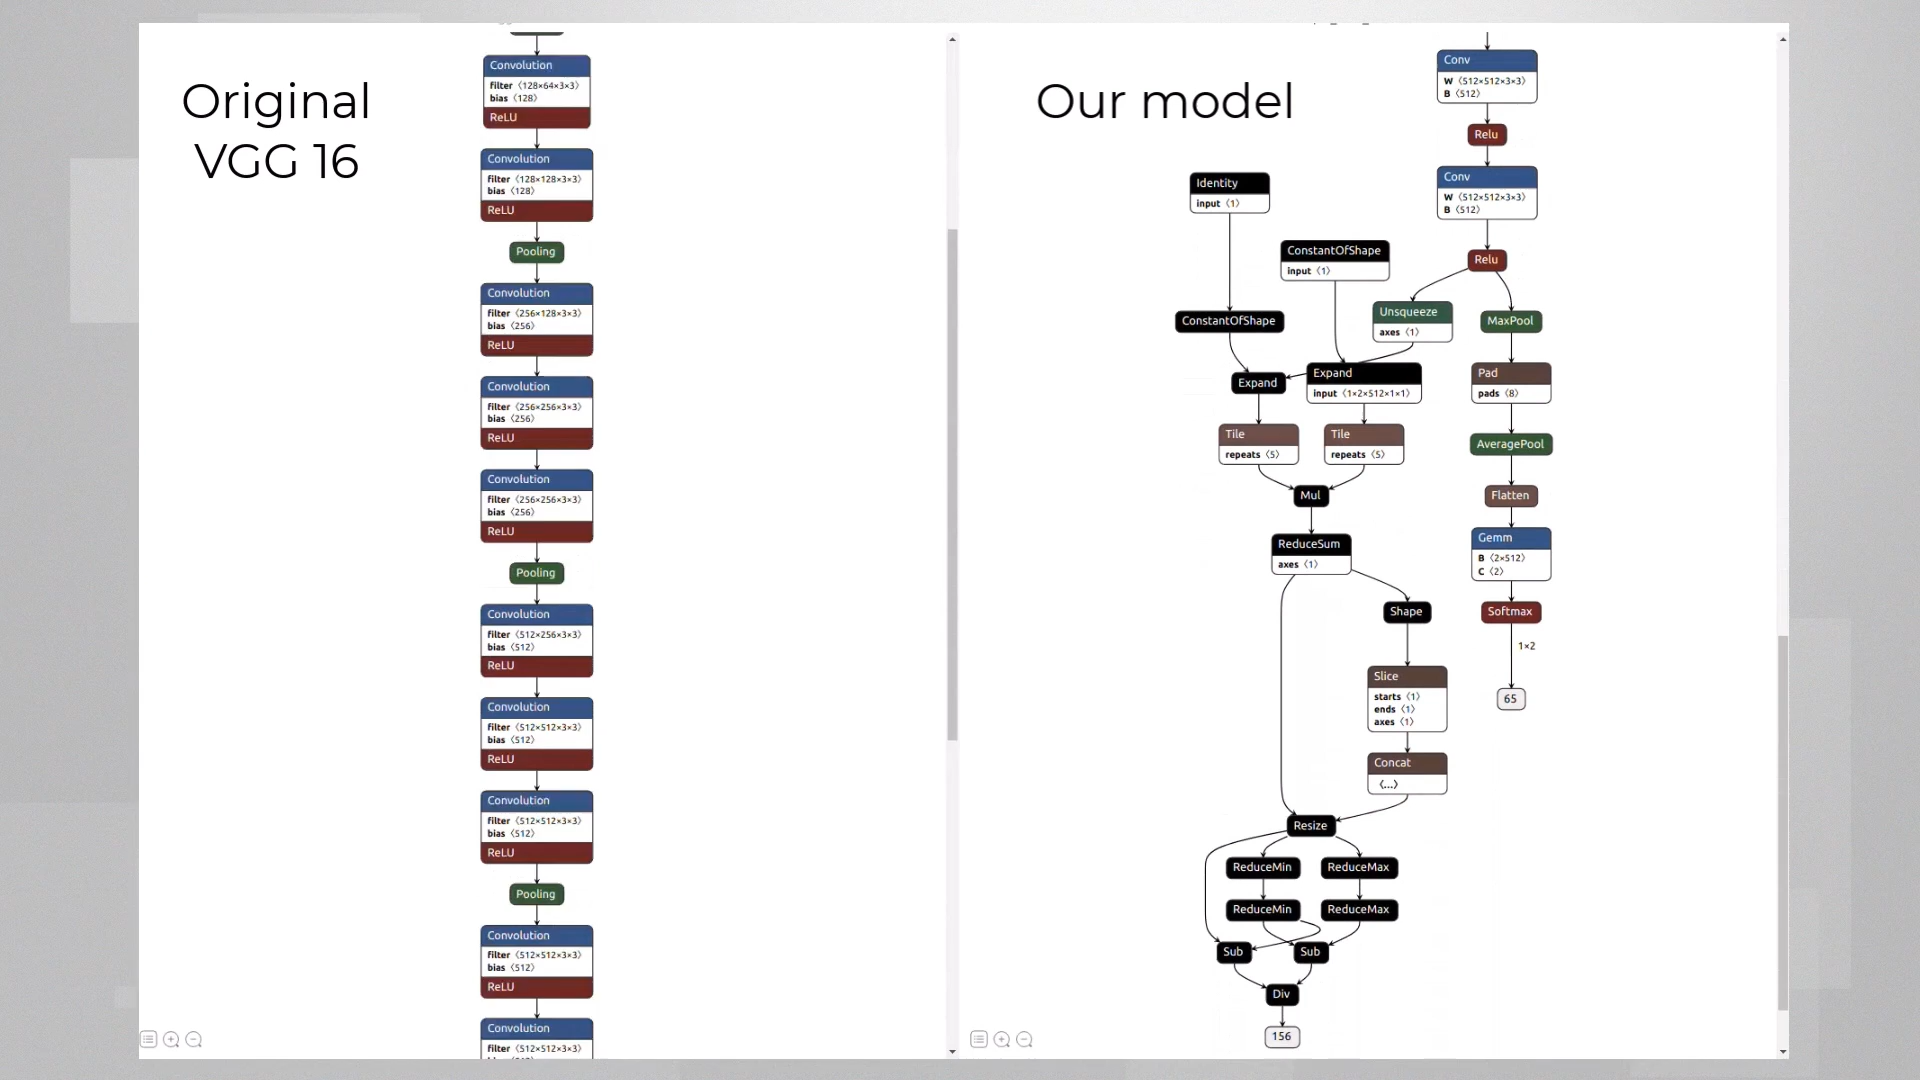 Original
VGG 16
Convolution
filter ⟨128×64×3×3⟩
bias ⟨128⟩
ReLU
Convolution
filter ⟨128×128×3×3⟩
bias ⟨128⟩
ReLU
Pooling
Convolution
filter ⟨256×128×3×3⟩
bias ⟨256⟩
ReLU
Convolution
filter ⟨256×256×3×3⟩
bias ⟨256⟩
ReLU
Convolution
filter ⟨256×256×3×3⟩
bias ⟨256⟩
ReLU
Pooling
Convolution
filter ⟨512×256×3×3⟩
bias ⟨512⟩
ReLU
Convolution
filter ⟨512×512×3×3⟩
bias ⟨512⟩
ReLU
Convolution
filter ⟨512×512×3×3⟩
bias ⟨512⟩
ReLU
Pooling
Convolution
filter ⟨512×512×3×3⟩
bias ⟨512⟩
ReLU
Convolution
filter ⟨512×512×3×3⟩
Our model
Conv
W ⟨512×512×3×3⟩
B ⟨512⟩
Relu
Conv
W ⟨512×512×3×3⟩
B ⟨512⟩
Relu
Identity
input ⟨1⟩
ConstantOfShape
input ⟨1⟩
ConstantOfShape
Unsqueeze
axes ⟨1⟩
MaxPool
Expand
Expand
input ⟨1×2×512×1×1⟩
Pad
pads ⟨8⟩
Tile
repeats ⟨5⟩
Tile
repeats ⟨5⟩
AveragePool
Mul
Flatten
ReduceSum
axes ⟨1⟩
Gemm
B ⟨2×512⟩
C ⟨2⟩
Shape
Softmax
1×2
65
Slice
starts ⟨1⟩
ends ⟨1⟩
axes ⟨1⟩
Concat
⟨...⟩
Resize
ReduceMin
ReduceMax
ReduceMin
ReduceMax
Sub
Sub
Div
156